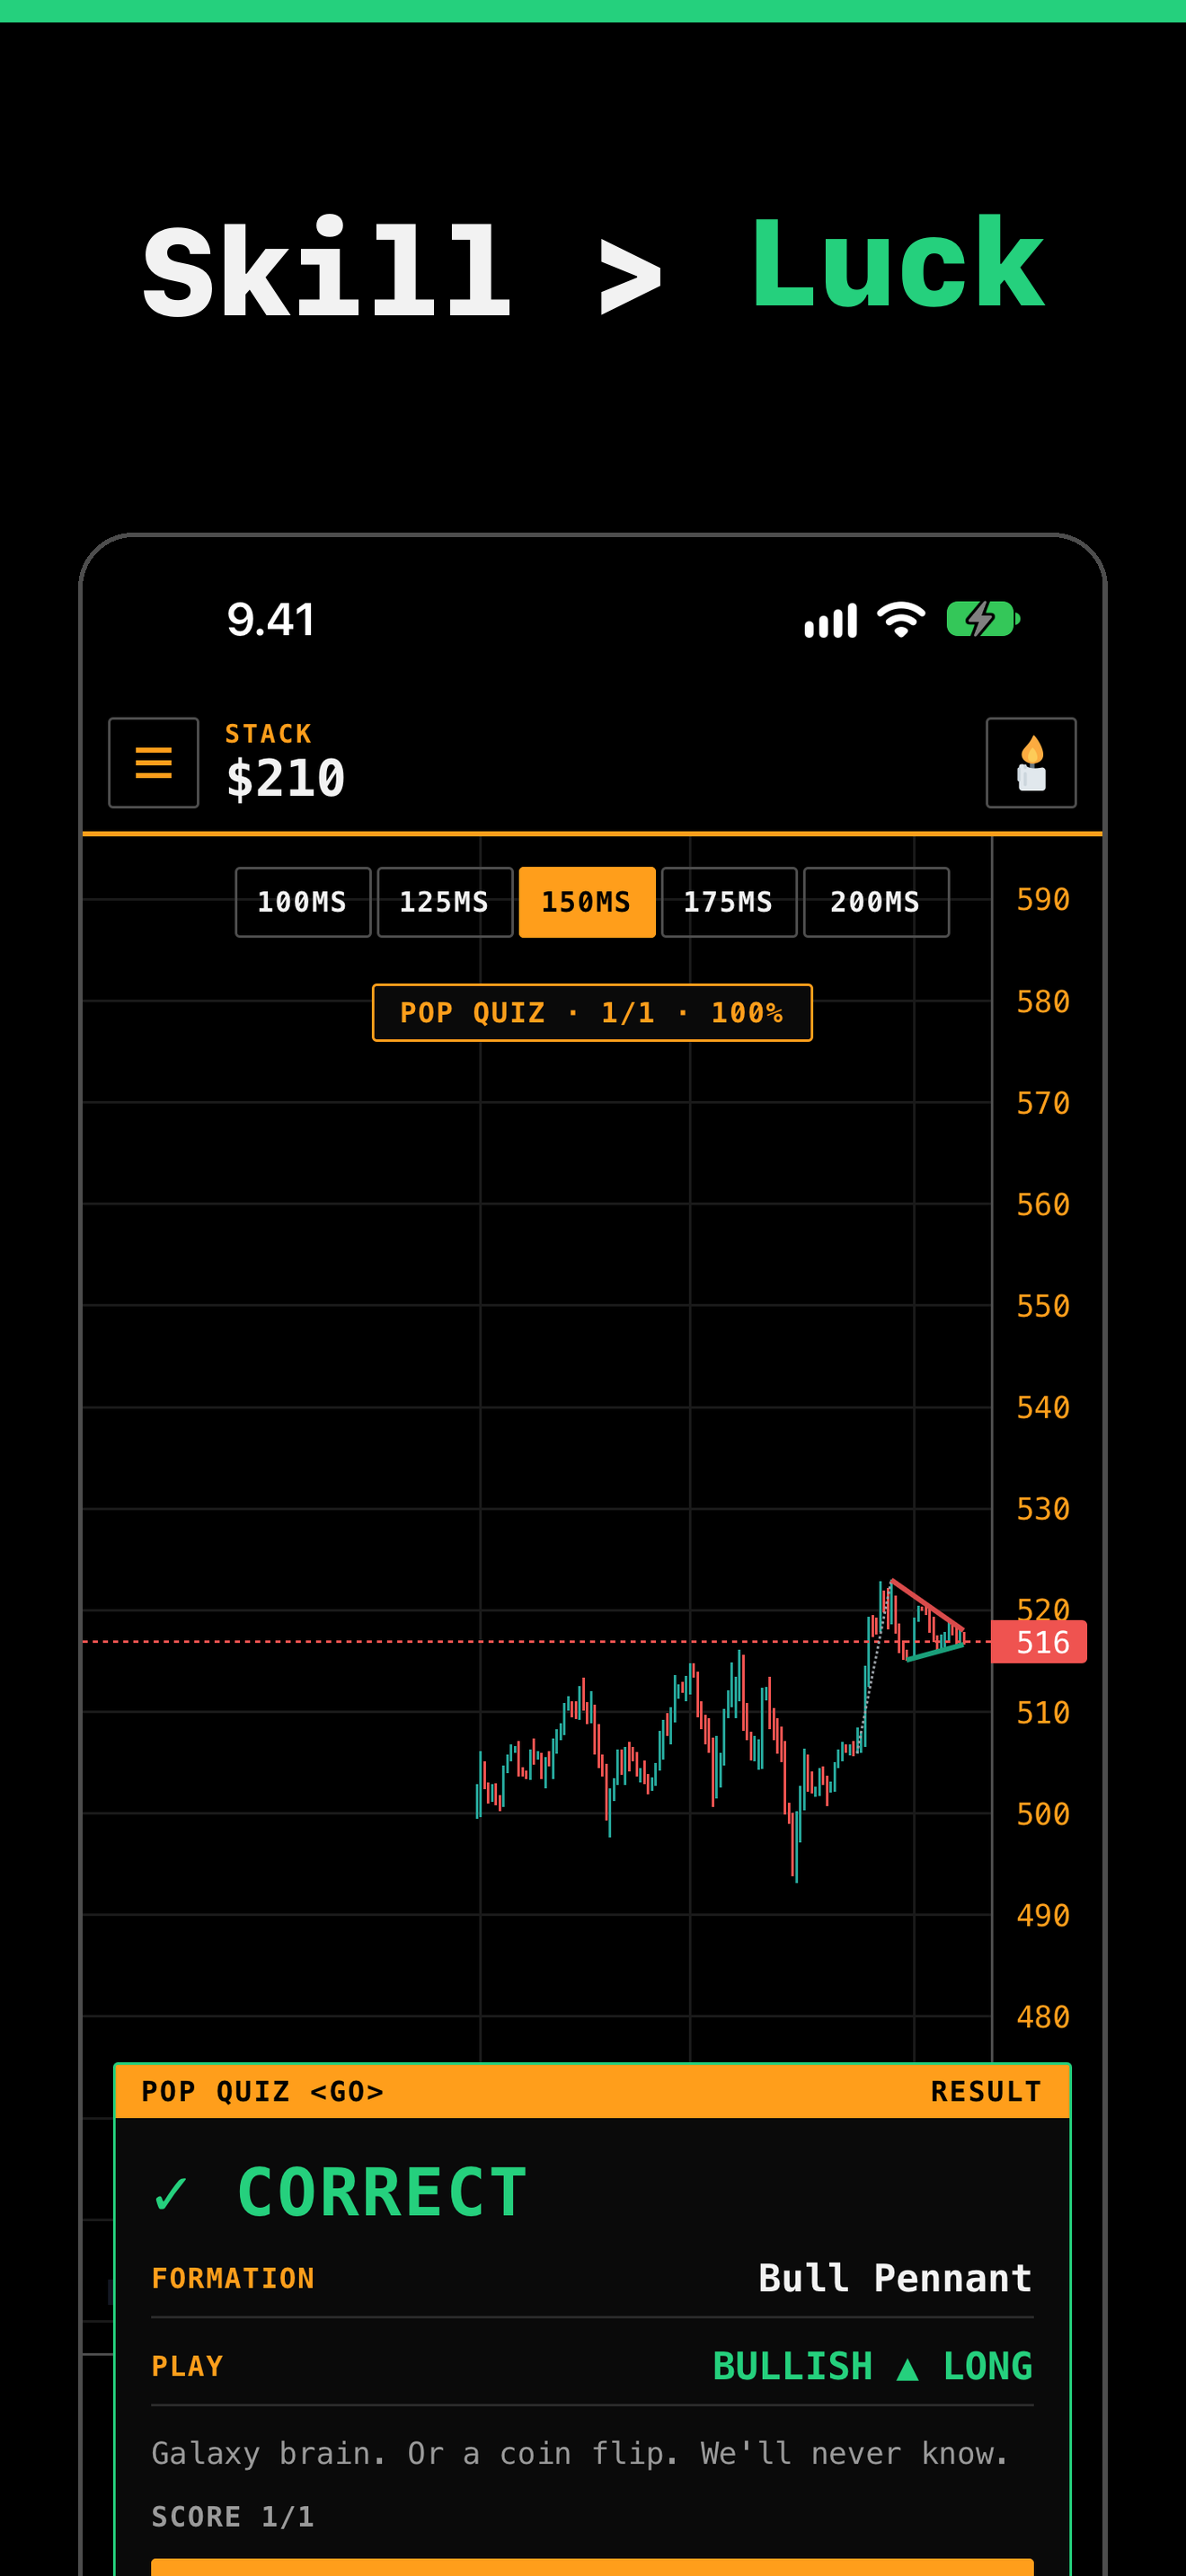 Skill > Luck
9.41
STACK
$210
100MS 125MS 150MS 175MS 200MS
590
POP QUIZ · 1/1 · 100%
580
570
560
550
540
530
520
516
510
500
490
480
POP QUIZ <GO> RESULT
✓ CORRECT
FORMATION Bull Pennant
PLAY BULLISH ▲ LONG
Galaxy brain. Or a coin flip. We'll never know.
SCORE 1/1